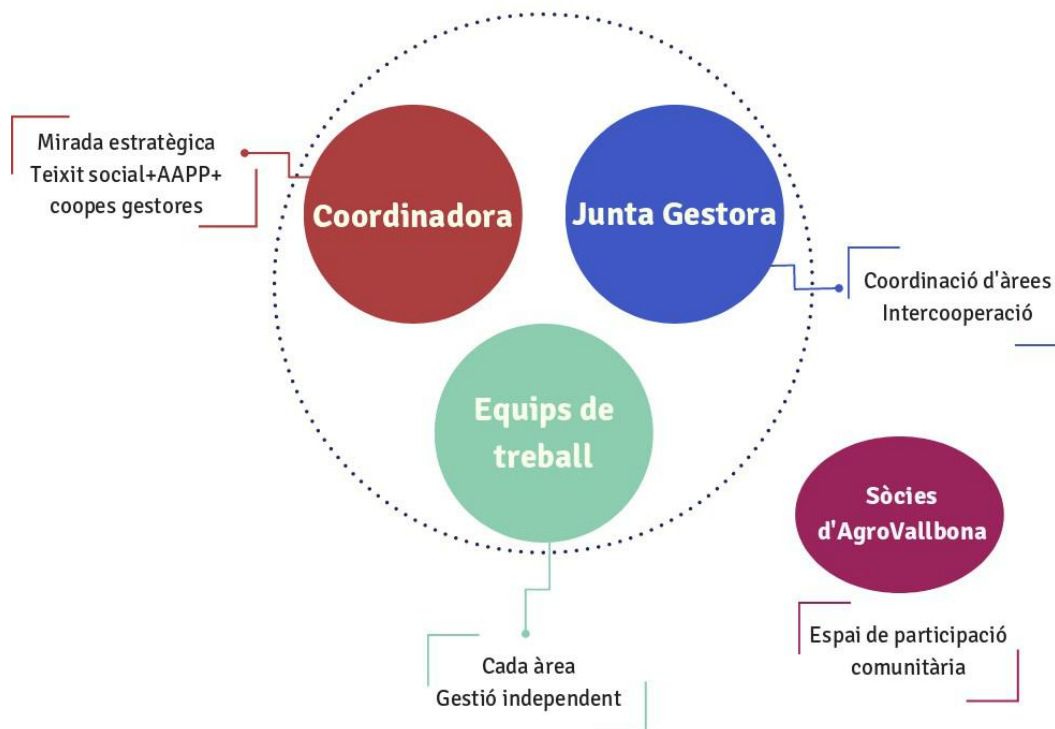 Mirada estratègica
Teixit social+AAPP+
coopes gestores
Coordinadora
Junta Gestora
Coordinació d'àrees
Intercooperació
Equips de
treball
Sòcies
d'AgroVallbona
Espai de participació
comunitària
Cada àrea
Gestió independent